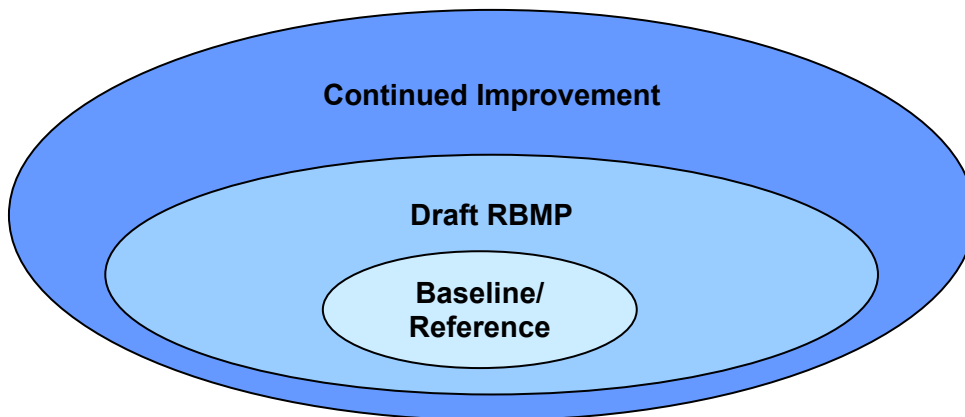 Continued Improvement
Draft RBMP
Baseline/
Reference